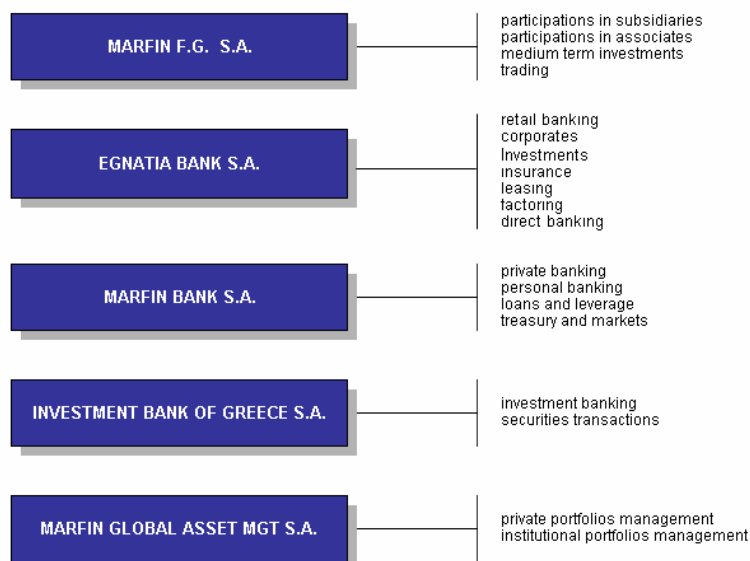 MARFIN F.G. S.A.
participations in subsidiaries
participations in associates
medium term investments
trading
EGNATIA BANK S.A.
retail banking
corporates
Investments
insurance
leasing
factoring
direct banking
MARFIN BANK S.A.
private banking
personal banking
loans and leverage
treasury and markets
INVESTMENT BANK OF GREECE S.A.
investment banking
securities transactions
MARFIN GLOBAL ASSET MGT S.A.
private portfolios management
institutional portfolios management